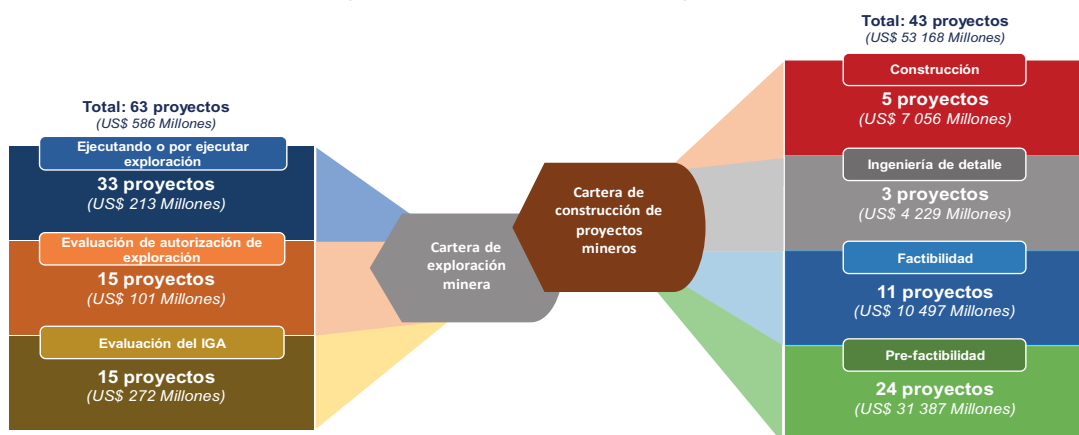 Total: 63 proyectos
(US$ 586 Millones)
Ejecutando o por ejecutar
exploración
33 proyectos
(US$ 213 Millones)
Evaluación de autorización de
exploración
15 proyectos
(US$ 101 Millones)
Evaluación del IGA
15 proyectos
(US$ 272 Millones)
Cartera de
exploración
minera
Cartera de
construcción de
proyectos
mineros
Total: 43 proyectos
(US$ 53 168 Millones)
Construcción
5 proyectos
(US$ 7 056 Millones)
Ingeniería de detalle
3 proyectos
(US$ 4 229 Millones)
Factibilidad
11 proyectos
(US$ 10 497 Millones)
Pre-factibilidad
24 proyectos
(US$ 31 387 Millones)